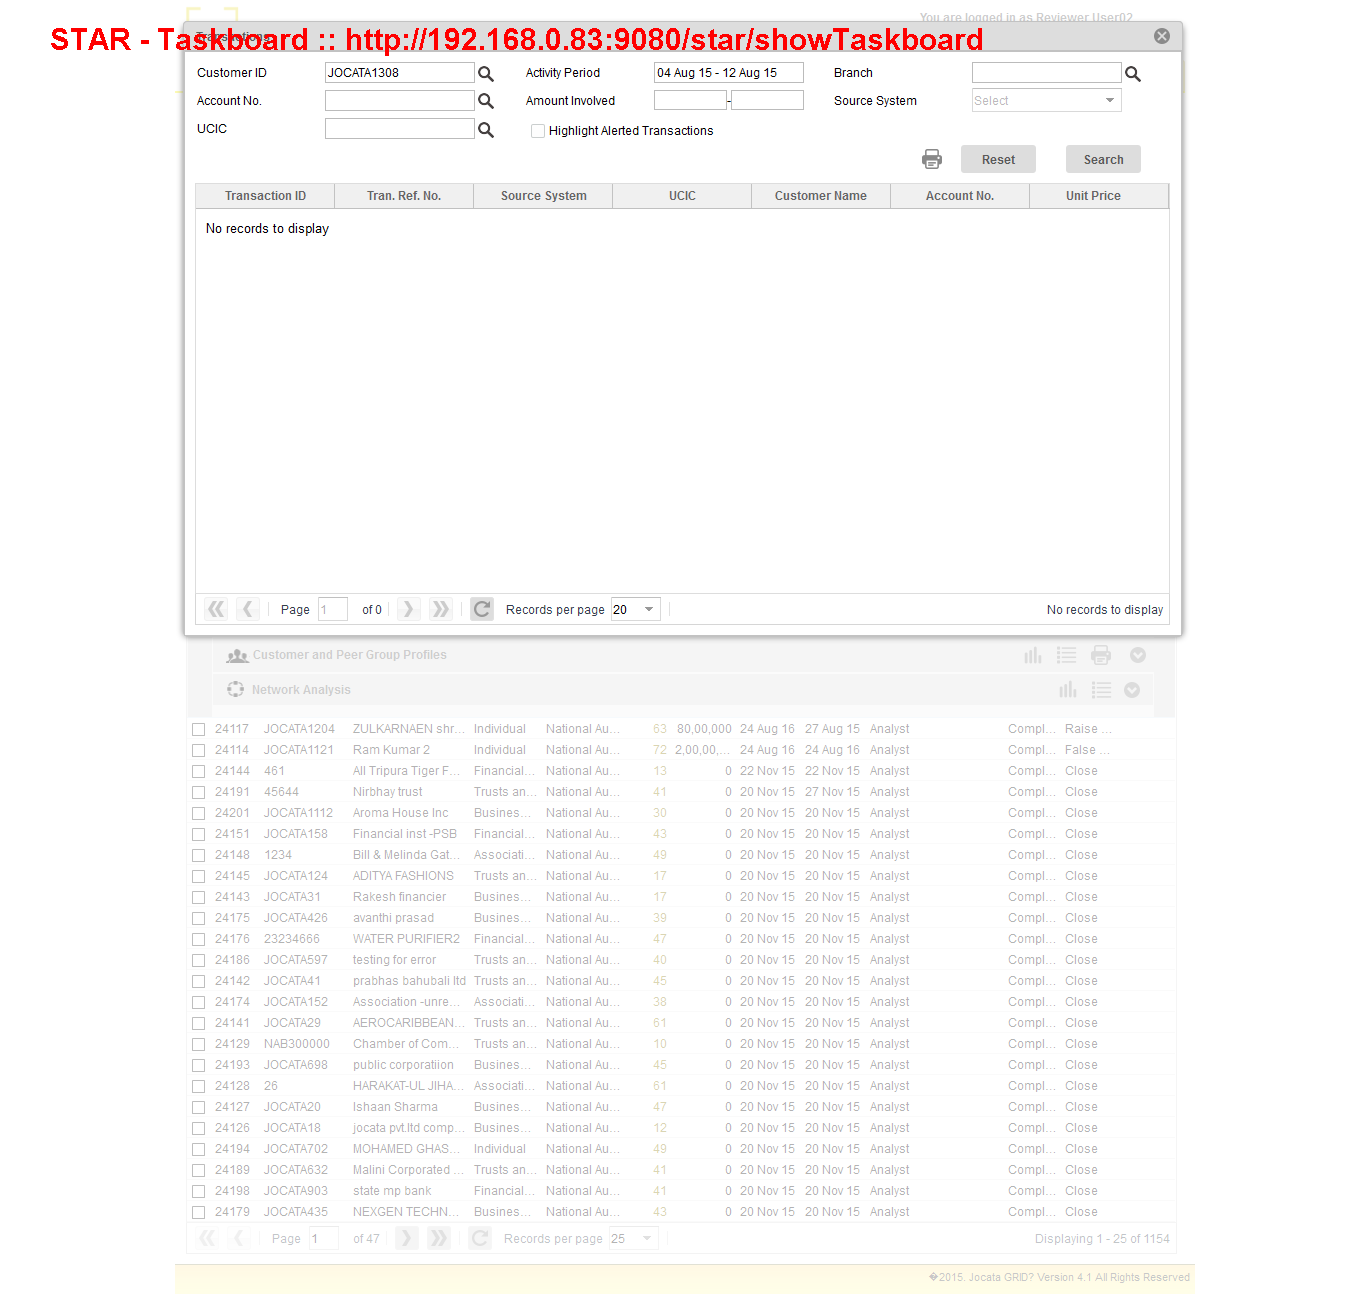 You are logged in as Reviewer User02
Transactions
STAR - Taskboard :: http://192.168.0.83:9080/star/showTaskboard
Customer ID JOCATA1308 Activity Period 04 Aug 15 - 12 Aug 15 Branch
Account No. Amount Involved - Source System Select
UCIC Highlight Alerted Transactions
Reset Search
Transaction ID Tran. Ref. No. Source System UCIC Customer Name Account No. Unit Price
No records to display
Page 1 of 0 Records per page 20 No records to display
Customer and Peer Group Profiles
Network Analysis
24117 JOCATA1204 ZULKARNAEN shr... Individual National Au... 63 80,00,000 24 Aug 16 27 Aug 15 Analyst Compl... Raise ...
24114 JOCATA1121 Ram Kumar 2 Individual National Au... 72 2,00,00,... 24 Aug 16 24 Aug 16 Analyst Compl... False ...
24144 461 All Tripura Tiger F... Financial... National Au... 13 0 22 Nov 15 22 Nov 15 Analyst Compl... Close
24191 45644 Nirbhay trust Trusts an... National Au... 41 0 20 Nov 15 27 Nov 15 Analyst Compl... Close
24201 JOCATA1112 Aroma House Inc Busines... National Au... 30 0 20 Nov 15 20 Nov 15 Analyst Compl... Close
24151 JOCATA158 Financial inst -PSB Financial... National Au... 43 0 20 Nov 15 20 Nov 15 Analyst Compl... Close
24148 1234 Bill & Melinda Gat... Associati... National Au... 49 0 20 Nov 15 20 Nov 15 Analyst Compl... Close
24145 JOCATA124 ADITYA FASHIONS Trusts an... National Au... 17 0 20 Nov 15 20 Nov 15 Analyst Compl... Close
24143 JOCATA31 Rakesh financier Busines... National Au... 17 0 20 Nov 15 20 Nov 15 Analyst Compl... Close
24175 JOCATA426 avanthi prasad Busines... National Au... 39 0 20 Nov 15 20 Nov 15 Analyst Compl... Close
24176 23234666 WATER PURIFIER2 Financial... National Au... 47 0 20 Nov 15 20 Nov 15 Analyst Compl... Close
24186 JOCATA597 testing for error Trusts an... National Au... 40 0 20 Nov 15 20 Nov 15 Analyst Compl... Close
24142 JOCATA41 prabhas bahubali ltd Trusts an... National Au... 45 0 20 Nov 15 20 Nov 15 Analyst Compl... Close
24174 JOCATA152 Association -unre... Associati... National Au... 38 0 20 Nov 15 20 Nov 15 Analyst Compl... Close
24141 JOCATA29 AEROCARIBBEAN... Trusts an... National Au... 61 0 20 Nov 15 20 Nov 15 Analyst Compl... Close
24129 NAB300000 Chamber of Com... Trusts an... National Au... 10 0 20 Nov 15 20 Nov 15 Analyst Compl... Close
24193 JOCATA698 public corporatiion Busines... National Au... 45 0 20 Nov 15 20 Nov 15 Analyst Compl... Close
24128 26 HARAKAT-UL JIHA... Associati... National Au... 61 0 20 Nov 15 20 Nov 15 Analyst Compl... Close
24127 JOCATA20 Ishaan Sharma Busines... National Au... 47 0 20 Nov 15 20 Nov 15 Analyst Compl... Close
24126 JOCATA18 jocata pvt.ltd comp... Busines... National Au... 12 0 20 Nov 15 20 Nov 15 Analyst Compl... Close
24194 JOCATA702 MOHAMED GHAS... Individual National Au... 49 0 20 Nov 15 20 Nov 15 Analyst Compl... Close
24189 JOCATA632 Malini Corporated ... Trusts an... National Au... 41 0 20 Nov 15 20 Nov 15 Analyst Compl... Close
24198 JOCATA903 state mp bank Financial... National Au... 41 0 20 Nov 15 20 Nov 15 Analyst Compl... Close
24179 JOCATA435 NEXGEN TECHN... Busines... National Au... 43 0 20 Nov 15 20 Nov 15 Analyst Compl... Close
Page 1 of 47 Records per page 25 Displaying 1 - 25 of 1154
�2015. Jocata GRID? Version 4.1 All Rights Reserved